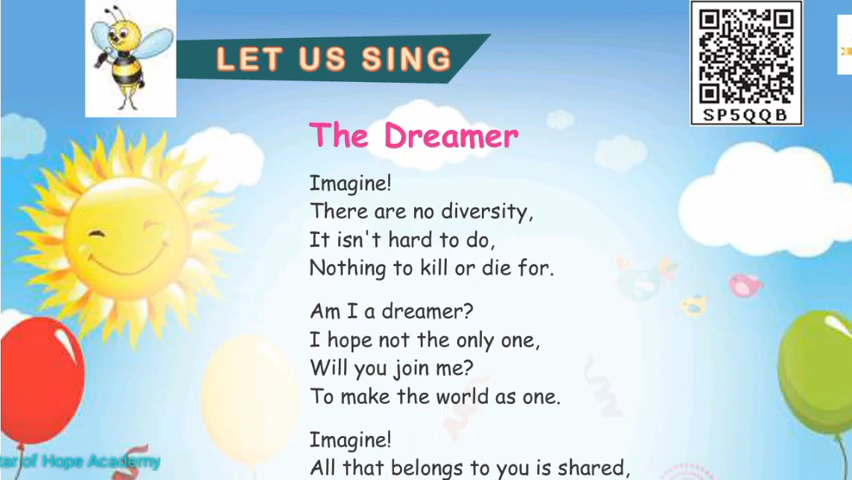 LET US SING
SP5QQB
The Dreamer
Imagine!
There are no diversity,
It isn't hard to do,
Nothing to kill or die for.
Am I a dreamer?
I hope not the only one,
Will you join me?
To make the world as one.
Imagine!
All that belongs to you is shared,
of Hope Academy